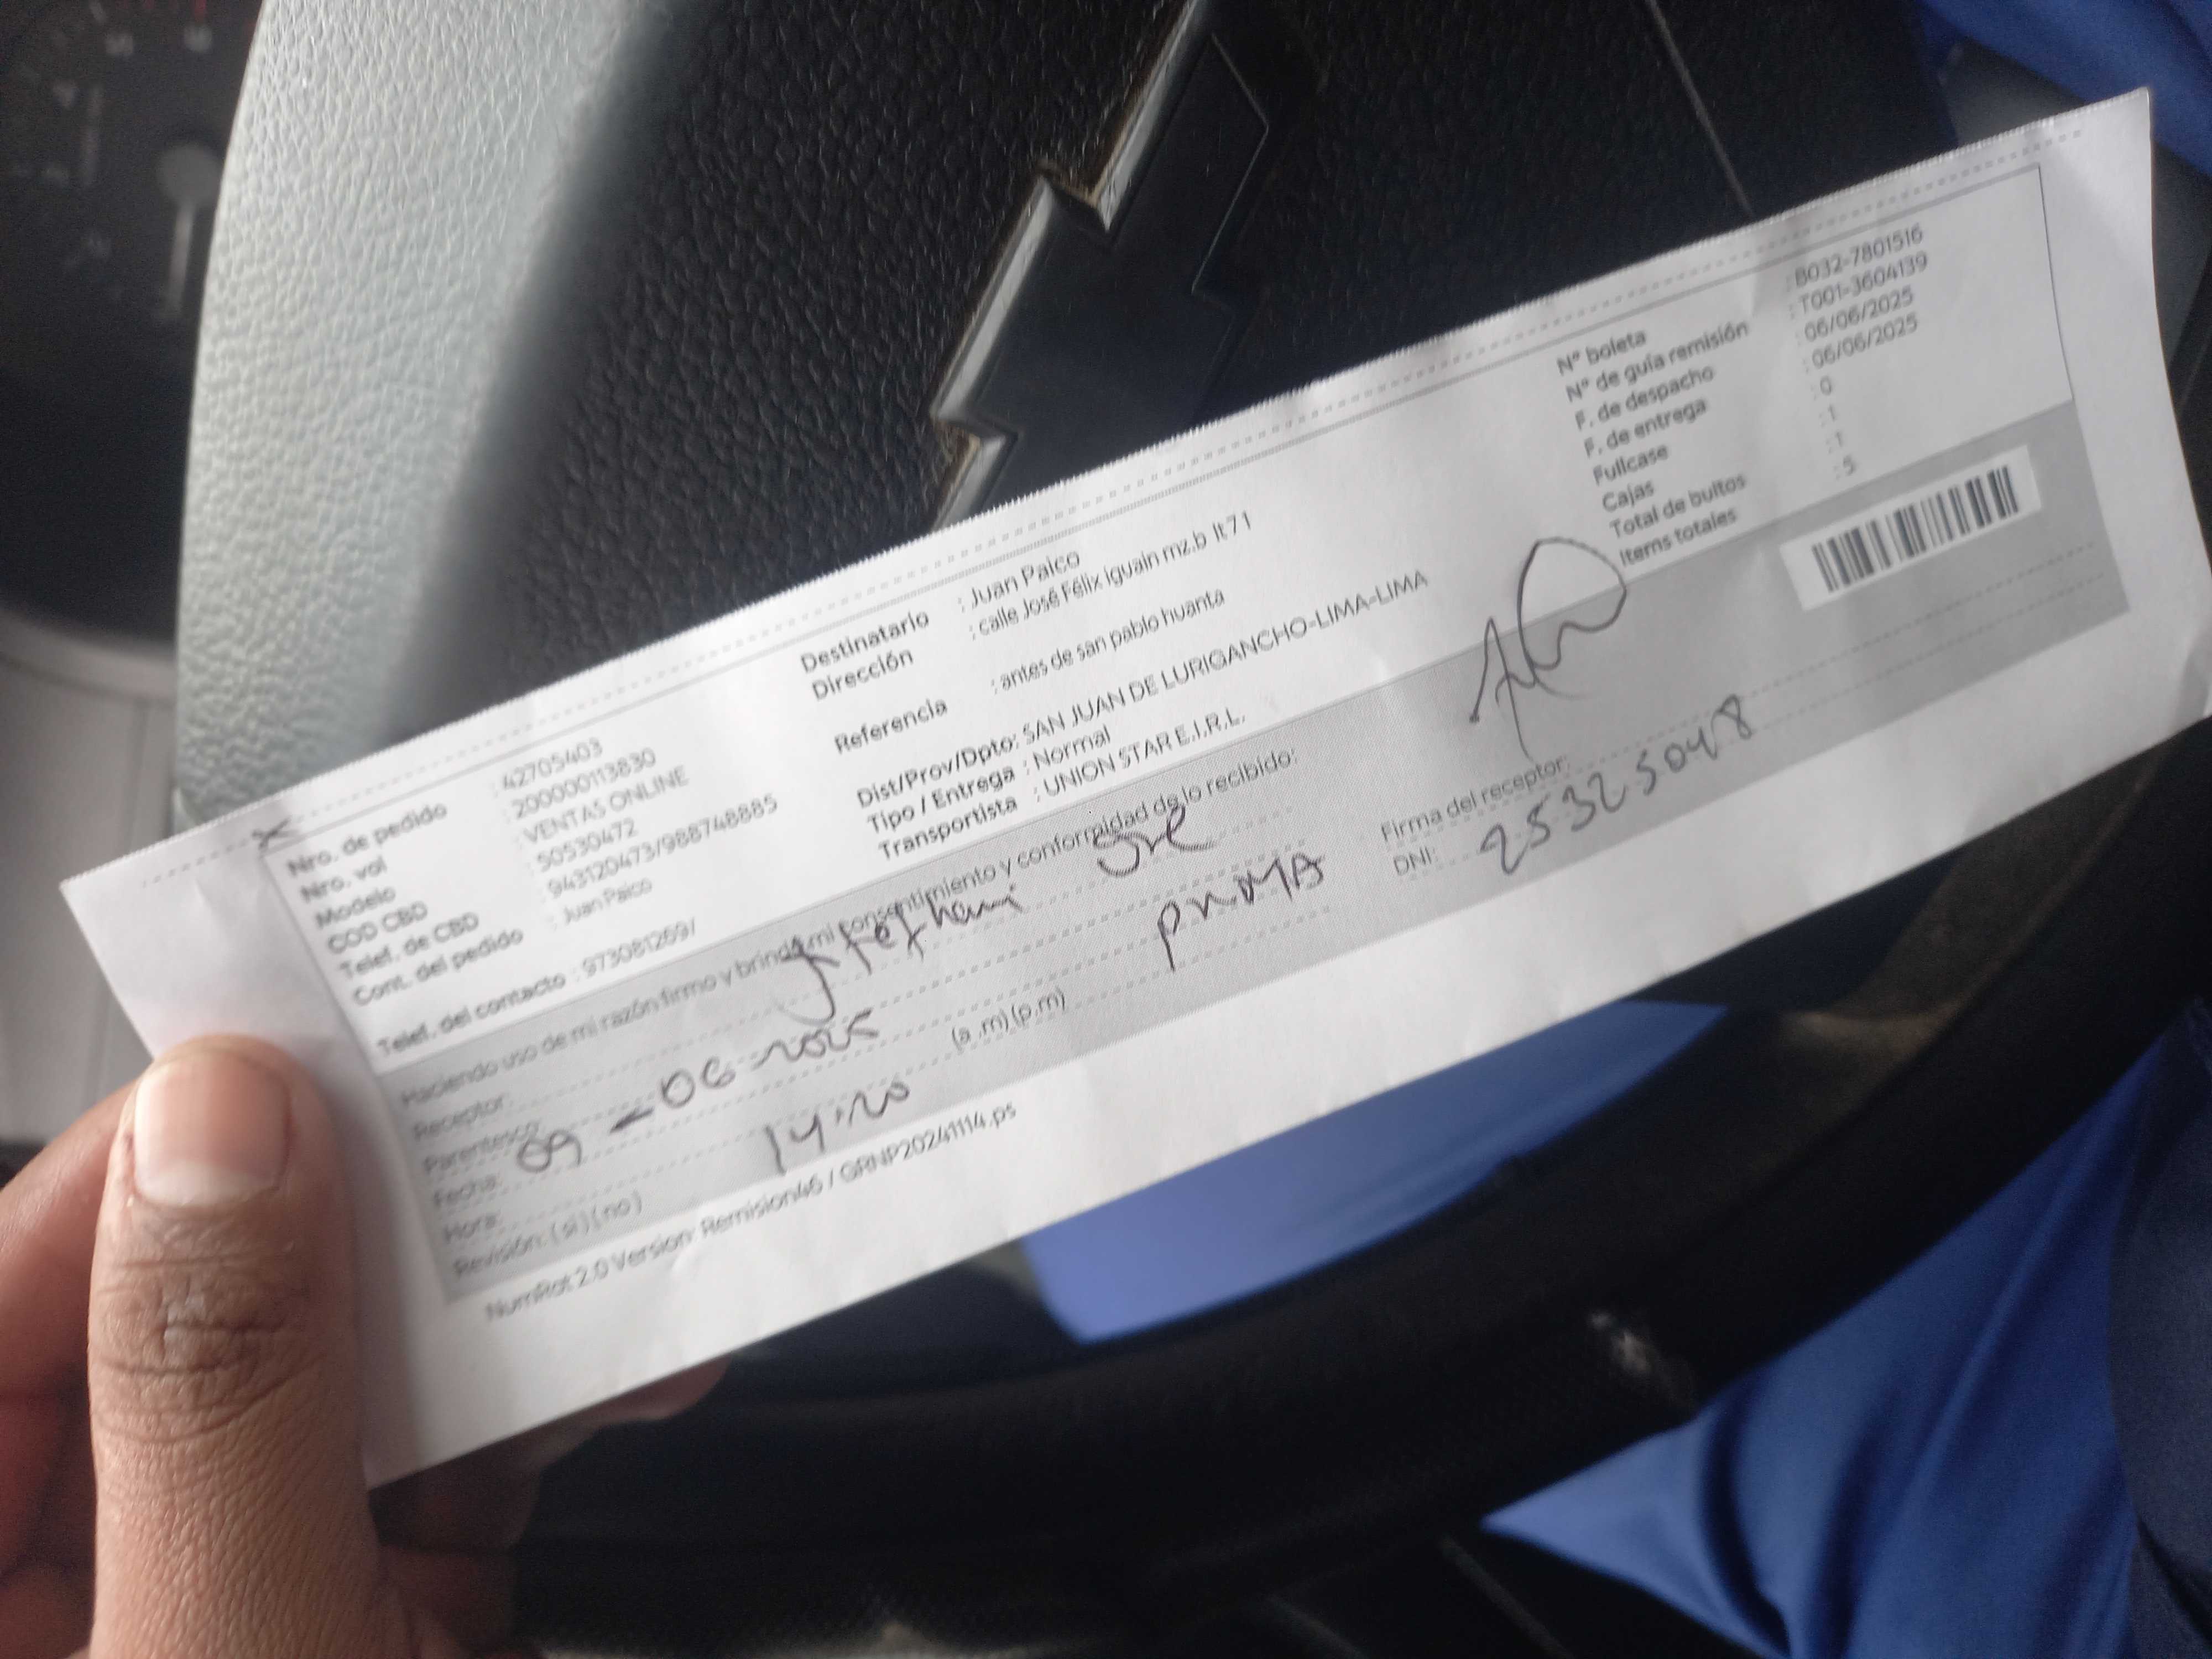 Nro. de pedido : 42705403
Nro. vol : 200000113830
Modelo : VENTAS ONLINE
COD CBD : 50530472
Telef. de CBD : 943120473/988748885
Cont. del pedido : Juan Paico
Telef. del contacto : 973081269/
Destinatario : Juan Paico
Dirección : calle José Félix iguain mz.b lt 7 1
Referencia : antes de san pablo huanta
Dist/Prov/Dpto: SAN JUAN DE LURIGANCHO-LIMA-LIMA
Tipo / Entrega : Normal
Transportista : UNION STAR E.I.R.L.
N° boleta : B032-7801516
N° de guía remisión : T001-3604139
F. de despacho : 06/06/2025
F. de entrega : 06/06/2025
Fullcase : 0
Cajas : 1
Total de bultos : 1
Items totales : 5
Haciendo uso de mi razón firmo y brindo mi consentimiento y conformidad de lo recibido:
Receptor:
Parentesco:
Fecha: 09-06-2025
Hora: 14:20 (a.m) (p.m)
Revisión: (si) (no)
Firma del receptor:
DNI:
NumRot 2.0 Version: Remision46 / GRNP20241114.ps